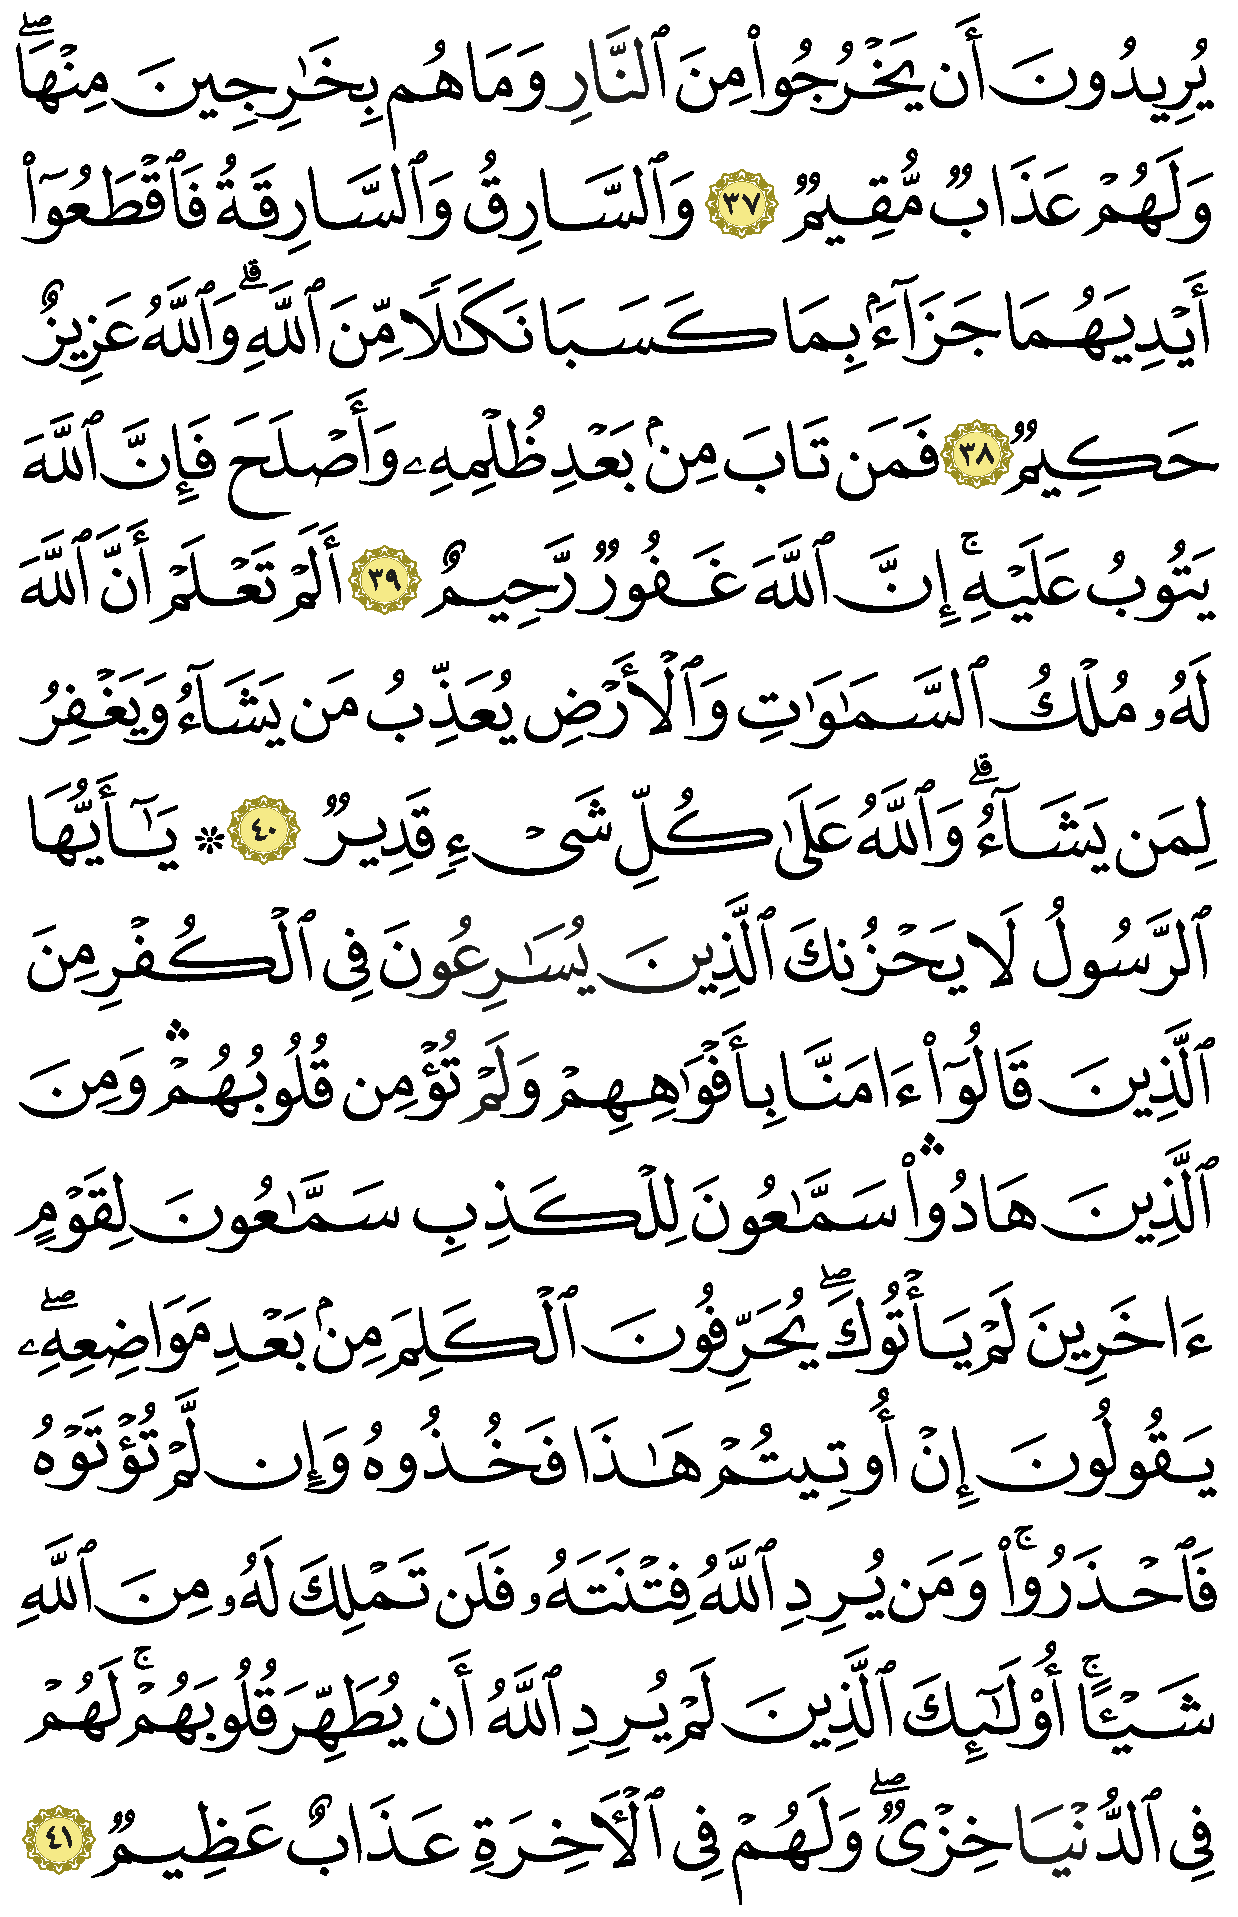 يُرِيدُونَ أَن يَخْرُجُوا۟ مِنَ ٱلنَّارِ وَمَا هُم بِخَـٰرِجِينَ مِنْهَا ۖ
وَلَهُمْ عَذَابٌ مُّقِيمٌ ٣٧ وَٱلسَّارِقُ وَٱلسَّارِقَةُ فَٱقْطَعُوٓا۟
أَيْدِيَهُمَا جَزَآءًۢ بِمَا كَسَبَا نَكَـٰلًا مِّنَ ٱللَّهِ ۗ وَٱللَّهُ عَزِيزٌ
حَكِيمٌ ٣٨ فَمَن تَابَ مِنۢ بَعْدِ ظُلْمِهِۦ وَأَصْلَحَ فَإِنَّ ٱللَّهَ
يَتُوبُ عَلَيْهِ ۚ إِنَّ ٱللَّهَ غَفُورٌ رَّحِيمٌ ٣٩ أَلَمْ تَعْلَمْ أَنَّ ٱللَّهَ
لَهُۥ مُلْكُ ٱلسَّمَـٰوَٰتِ وَٱلْأَرْضِ يُعَذِّبُ مَن يَشَآءُ وَيَغْفِرُ
لِمَن يَشَآءُ ۗ وَٱللَّهُ عَلَىٰ كُلِّ شَىْءٍ قَدِيرٌ ٤٠ ۞ يَـٰٓأَيُّهَا
ٱلرَّسُولُ لَا يَحْزُنكَ ٱلَّذِينَ يُسَـٰرِعُونَ فِى ٱلْكُفْرِ مِنَ
ٱلَّذِينَ قَالُوٓا۟ ءَامَنَّا بِأَفْوَٰهِهِمْ وَلَمْ تُؤْمِن قُلُوبُهُمْ ۛ وَمِنَ
ٱلَّذِينَ هَادُوا۟ ۛ سَمَّـٰعُونَ لِلْكَذِبِ سَمَّـٰعُونَ لِقَوْمٍ
ءَاخَرِينَ لَمْ يَأْتُوكَ ۖ يُحَرِّفُونَ ٱلْكَلِمَ مِنۢ بَعْدِ مَوَاضِعِهِۦ ۖ
يَقُولُونَ إِنْ أُوتِيتُمْ هَـٰذَا فَخُذُوهُ وَإِن لَّمْ تُؤْتَوْهُ
فَٱحْذَرُوا۟ ۚ وَمَن يُرِدِ ٱللَّهُ فِتْنَتَهُۥ فَلَن تَمْلِكَ لَهُۥ مِنَ ٱللَّهِ
شَيْـًٔا ۚ أُو۟لَـٰٓئِكَ ٱلَّذِينَ لَمْ يُرِدِ ٱللَّهُ أَن يُطَهِّرَ قُلُوبَهُمْ ۚ لَهُمْ
فِى ٱلدُّنْيَا خِزْىٌ ۖ وَلَهُمْ فِى ٱلْـَٔاخِرَةِ عَذَابٌ عَظِيمٌ ٤١